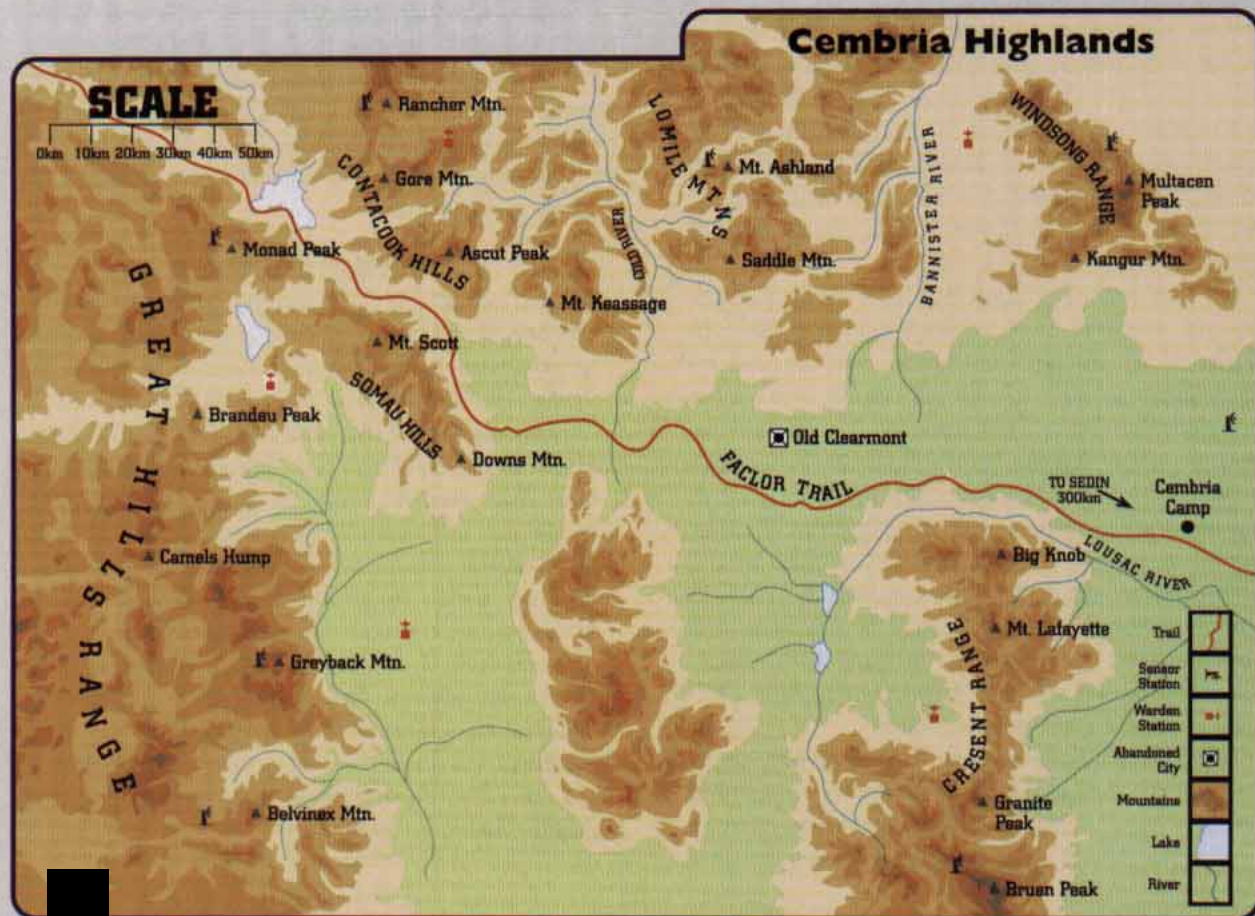 Cembria Highlands
SCALE
0km 10km 20km 30km 40km 50km
Rancher Mtn.
Gore Mtn.
CONTACOOK HILLS
Ascut Peak
Monad Peak
Mt. Keassage
COLD RIVER
LOMILE MTNS.
Mt. Ashland
Saddle Mtn.
BANNISTER RIVER
WINDSONG RANGE
Multacen
Peak
Kangur Mtn.
GREAT HILLS RANGE
Mt. Scott
SQMAU HILLS
Brandeu Peak
Downs Mtn.
Old Clearmont
FACLOR TRAIL
TO SEDIN
300km
Cembria
Camp
LOUSAC RIVER
Camels Hump
Greyback Mtn.
Belvinex Mtn.
Big Knob
Mt. Lafayette
CRESENT RANGE
Granite
Peak
Bruen Peak
Trail
Sensor
Station
Warden
Station
Abandoned
City
Mountains
Lake
River